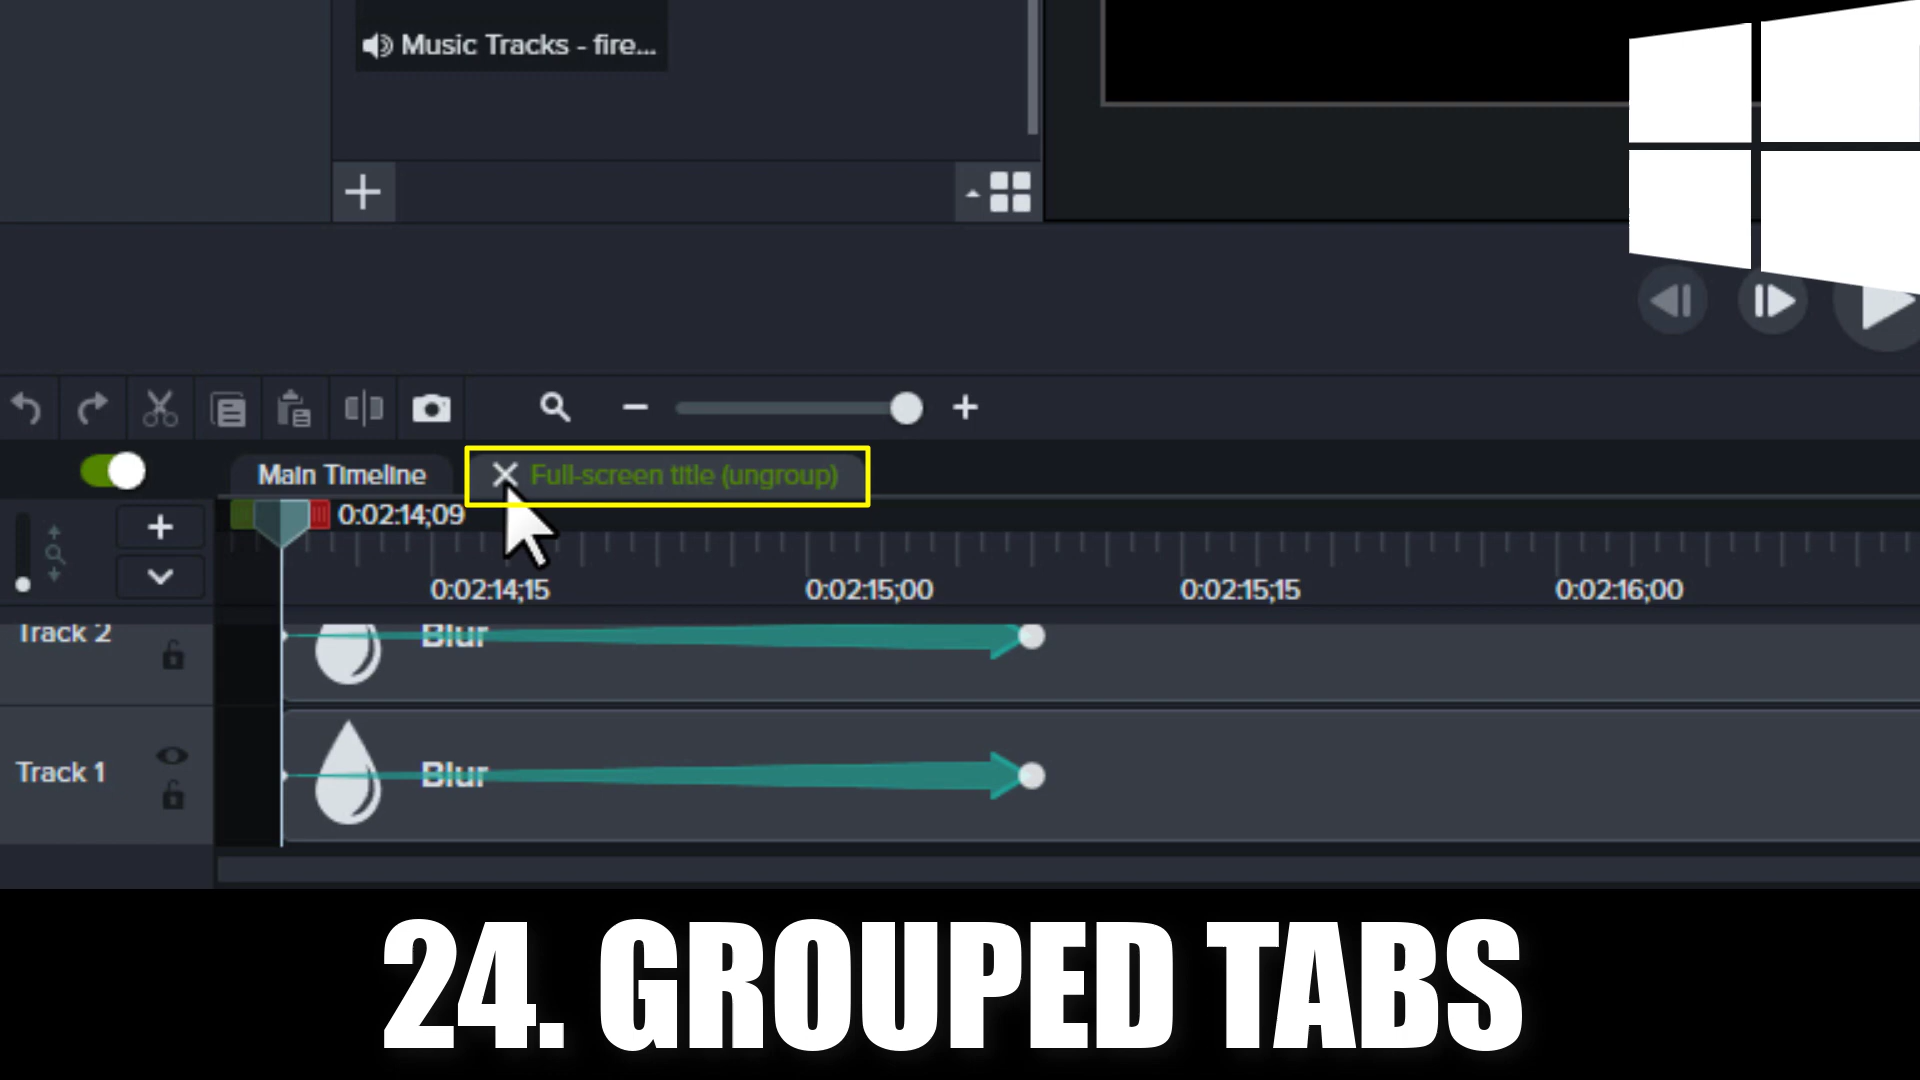 Music Tracks - fire...
Main Timeline
Full-screen title (ungroup)
0:02:14;09
0:02:14;15
0:02:15;00
0:02:15;15
0:02:16;00
Track 2
Blur
Track 1
Blur
24. GROUPED TABS